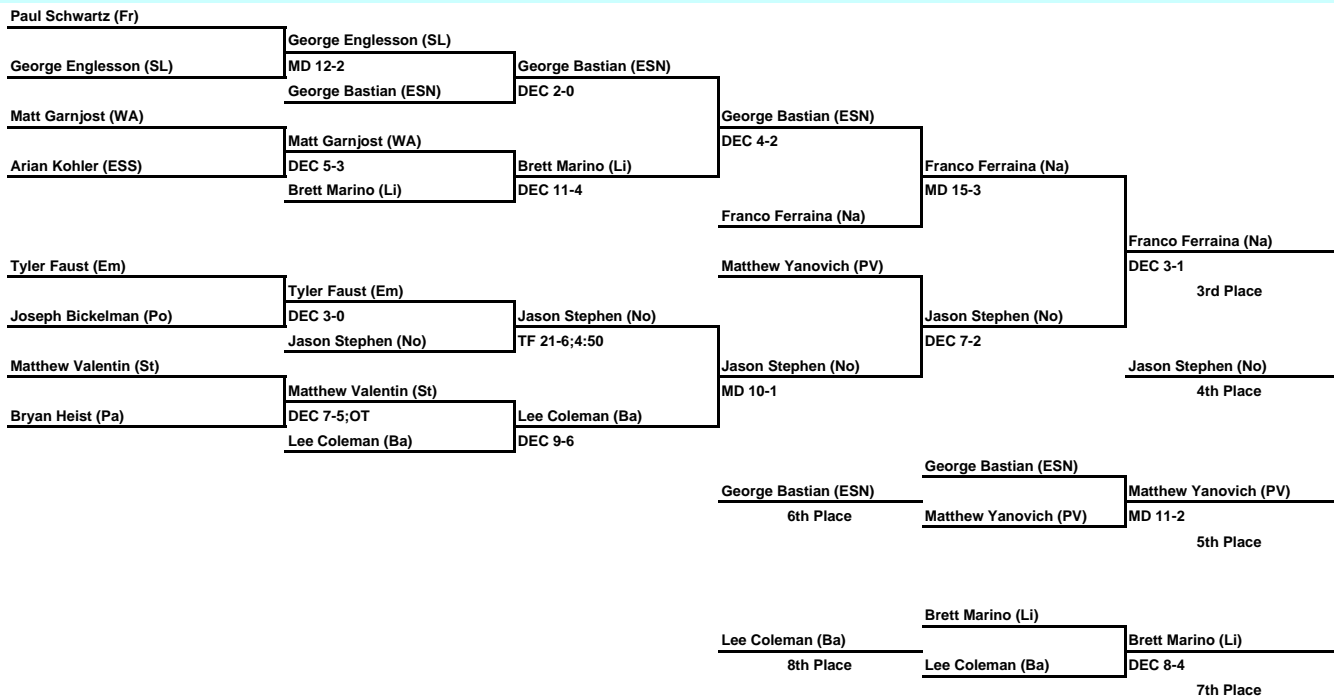 Paul Schwartz (Fr)
George Englesson (SL)
George Englesson (SL)
MD 12-2
George Bastian (ESN)
George Bastian (ESN)
DEC 2-0
Matt Garnjost (WA)
George Bastian (ESN)
Matt Garnjost (WA)
DEC 4-2
Arian Kohler (ESS)
DEC 5-3
Brett Marino (Li)
Franco Ferraina (Na)
Brett Marino (Li)
DEC 11-4
MD 15-3
Franco Ferraina (Na)
Franco Ferraina (Na)
Tyler Faust (Em)
Matthew Yanovich (PV)
DEC 3-1
Tyler Faust (Em)
3rd Place
Joseph Bickelman (Po)
DEC 3-0
Jason Stephen (No)
Jason Stephen (No)
Jason Stephen (No)
TF 21-6;4:50
DEC 7-2
Matthew Valentin (St)
Jason Stephen (No)
Jason Stephen (No)
Matthew Valentin (St)
MD 10-1
4th Place
Bryan Heist (Pa)
DEC 7-5;OT
Lee Coleman (Ba)
Lee Coleman (Ba)
DEC 9-6
George Bastian (ESN)
George Bastian (ESN)
Matthew Yanovich (PV)
6th Place
Matthew Yanovich (PV)
MD 11-2
5th Place
Brett Marino (Li)
Lee Coleman (Ba)
Brett Marino (Li)
8th Place
Lee Coleman (Ba)
DEC 8-4
7th Place